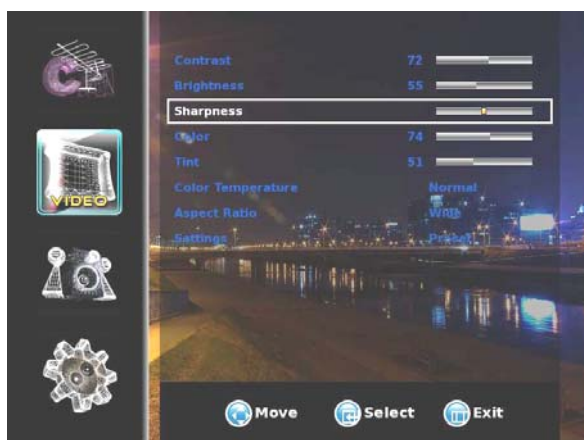 Contrast 72
Brightness 55
Sharpness
Color 74
Tint 51
Color Temperature Normal
Aspect Ratio Wide
Settings Preset
VIDEO
Move Select Exit